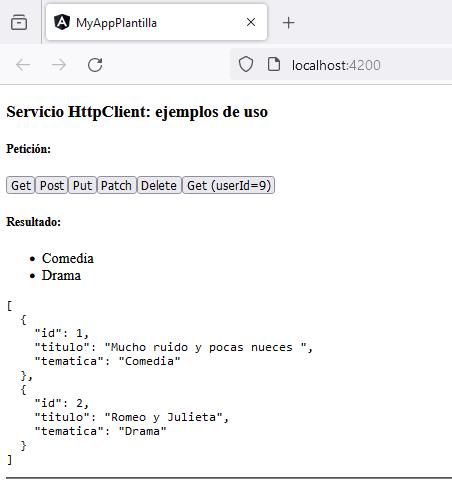 MyAppPlantilla
localhost:4200
Servicio HttpClient: ejemplos de uso
Petición:
Get Post Put Patch Delete Get (userId=9)
Resultado:
Comedia
Drama
[
  {
    "id": 1,
    "titulo": "Mucho ruido y pocas nueces ",
    "tematica": "Comedia"
  },
  {
    "id": 2,
    "titulo": "Romeo y Julieta",
    "tematica": "Drama"
  }
]